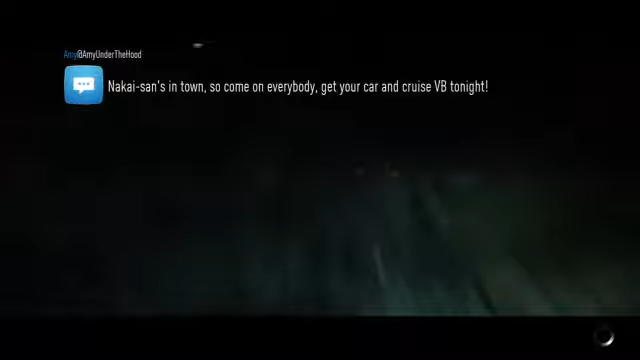 Amy@AmyUnderTheHood
Nakai-san's in town, so come on everybody, get your car and cruise VB tonight!